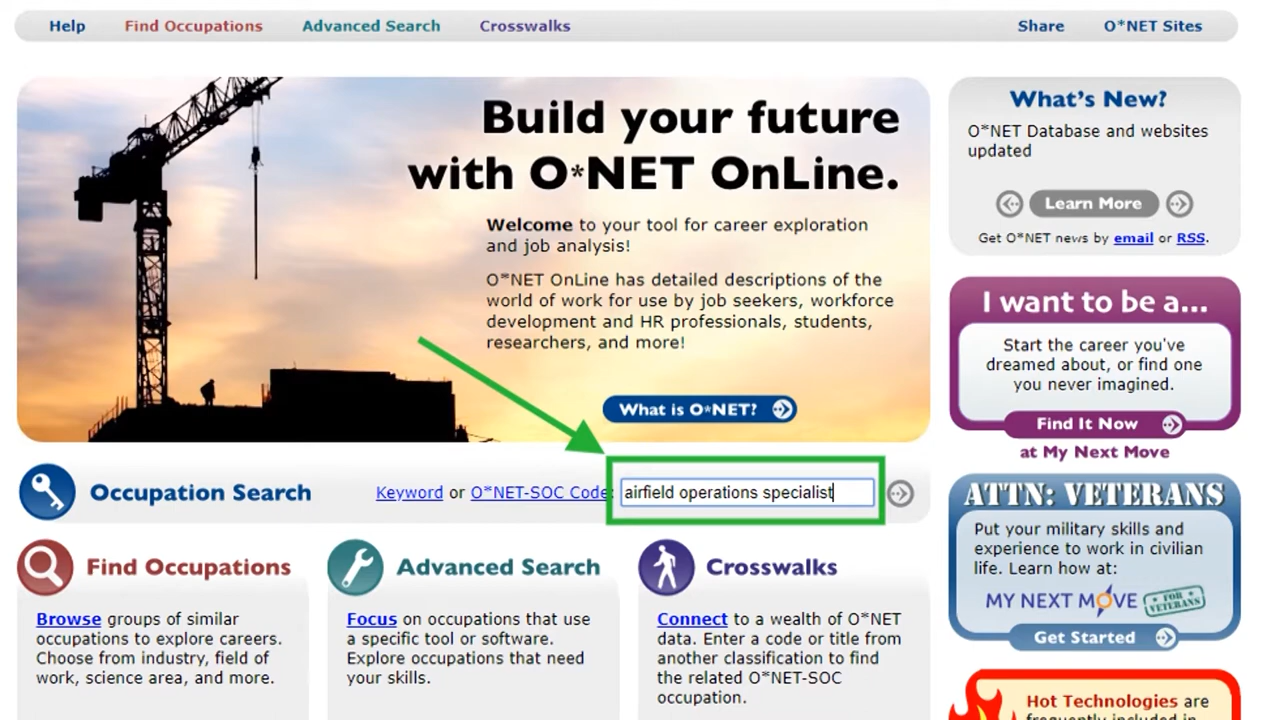 Help Find Occupations Advanced Search Crosswalks Share O*NET Sites
Build your future
with O*NET OnLine.
Welcome to your tool for career exploration
and job analysis!
O*NET OnLine has detailed descriptions of the
world of work for use by job seekers, workforce
development and HR professionals, students,
researchers, and more!
What is O*NET?
What's New?
O*NET Database and websites
updated
Learn More
Get O*NET news by email or RSS.
I want to be a...
Start the career you've
dreamed about, or find one
you never imagined.
Find It Now
at My Next Move
Occupation Search Keyword or O*NET-SOC Code: airfield operations specialist
ATTN: VETERANS
Put your military skills and
experience to work in civilian
life. Learn how at:
MY NEXT MOVE FOR VETERANS
Get Started
Find Occupations
Browse groups of similar
occupations to explore careers.
Choose from industry, field of
work, science area, and more.
Advanced Search
Focus on occupations that use
a specific tool or software.
Explore occupations that need
your skills.
Crosswalks
Connect to a wealth of O*NET
data. Enter a code or title from
another classification to find
the related O*NET-SOC
occupation.
Hot Technologies are
frequently included in